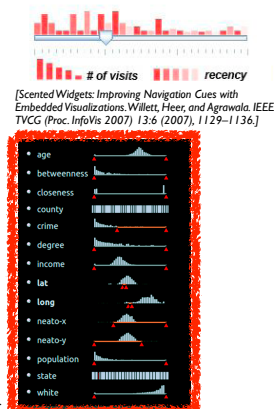 # of visits recency
[Scented Widgets: Improving Navigation Cues with
Embedded Visualizations. Willett, Heer, and Agrawala. IEEE
TVCG (Proc. InfoVis 2007) 13:6 (2007), 1129–1136.]
• age
• betweenness
• closeness
• county
• crime
• degree
• income
• lat
• long
• neato-x
• neato-y
• population
• state
• white